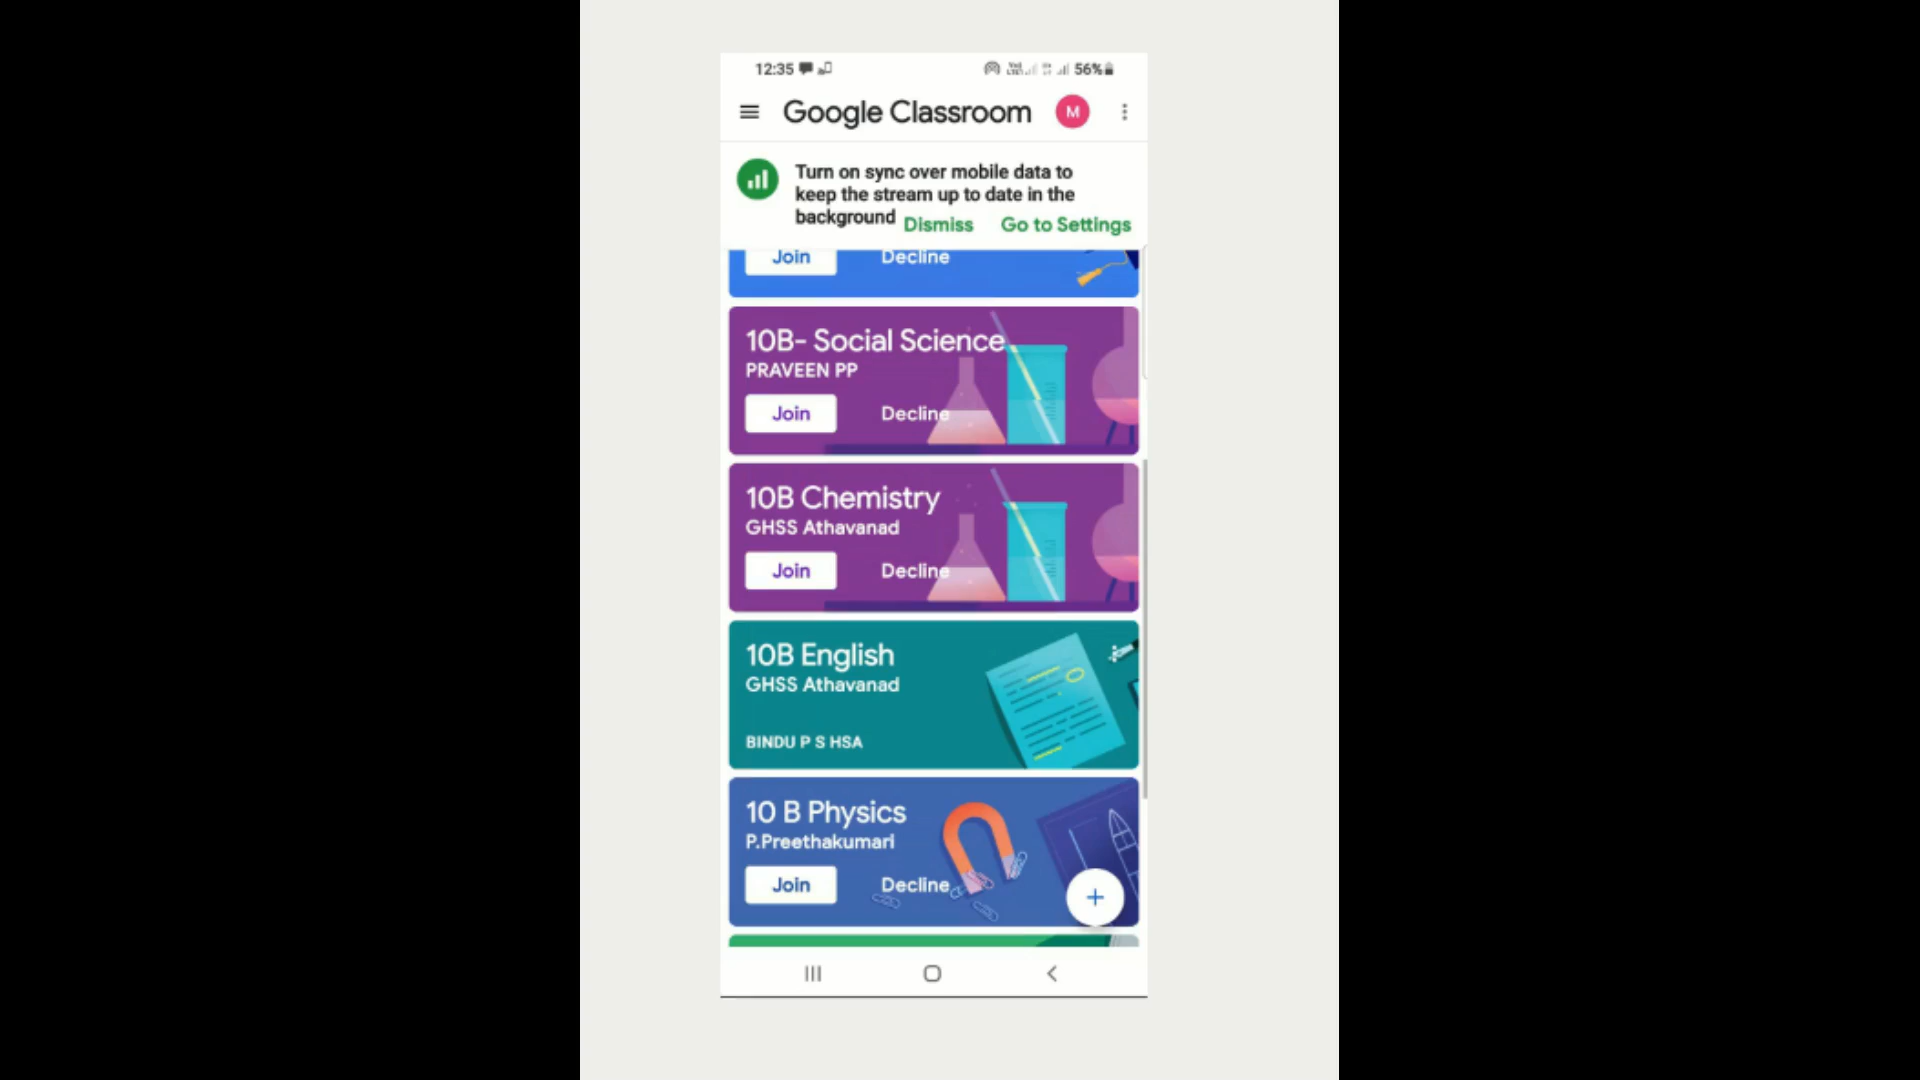 12:35 56%
Google Classroom M
Turn on sync over mobile data to
keep the stream up to date in the
background Dismiss Go to Settings
Join Decline
10B- Social Science
PRAVEEN PP
Join Decline
10B Chemistry
GHSS Athavanad
Join Decline
10B English
GHSS Athavanad
BINDU P S HSA
10 B Physics
P.Preethakumari
Join Decline